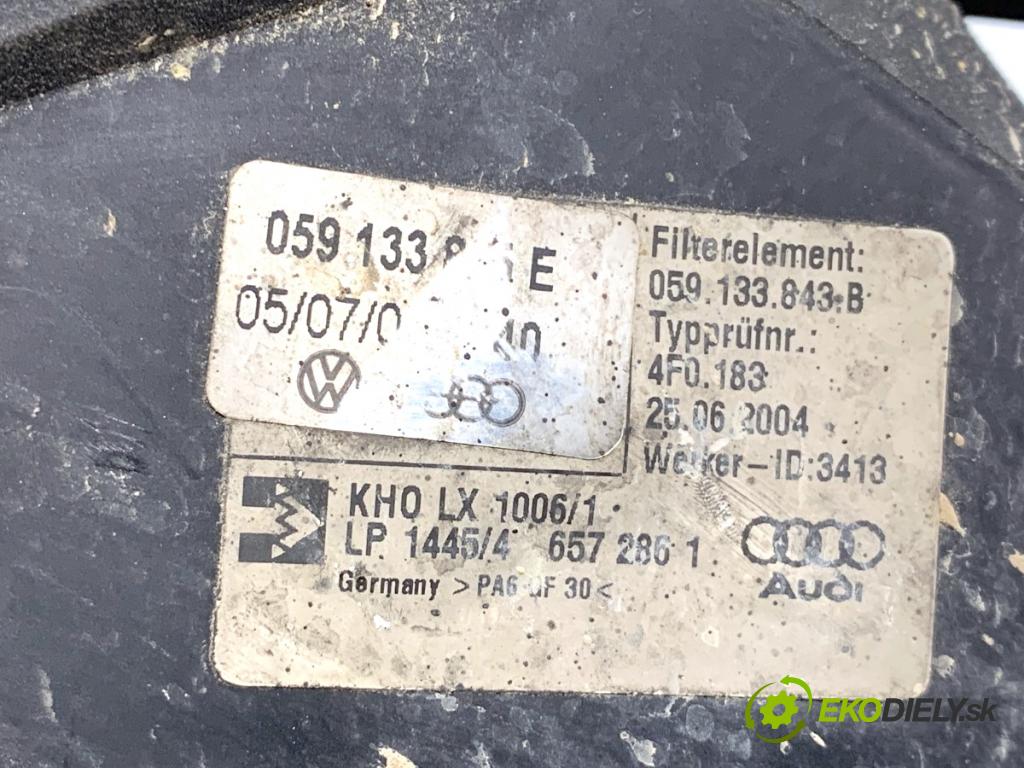 059 133 E
05/07/0
Filterelement:
059.133.843.B
Typprüfnr.:
4F0.183
25.06.2004
Werker-ID:3413
KHO LX 1006/1
LP 1445/4 657 286 1
Germany >PA6-GF 30<
Audi
EKODIELY.sk